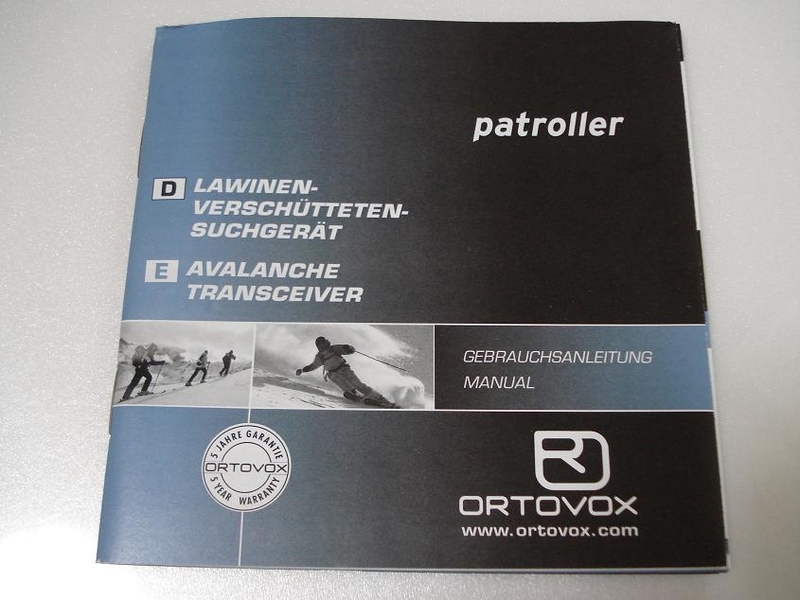 patroller
D LAWINEN-
VERSCHÜTTETEN-
SUCHGERÄT
E AVALANCHE
TRANSCEIVER
GEBRAUCHSANLEITUNG
MANUAL
5 JAHRE GARANTIE
ORTOVOX
5 YEAR WARRANTY
ORTOVOX
www.ortovox.com